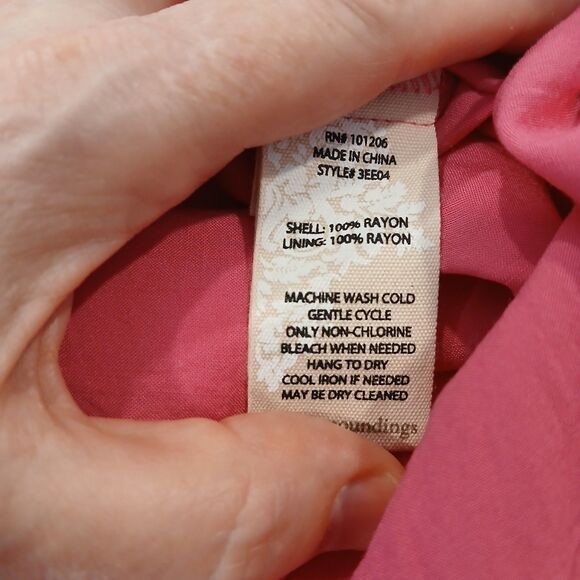 RN# 101206
MADE IN CHINA
STYLE# 3EE04
SHELL: 100% RAYON
LINING: 100% RAYON
MACHINE WASH COLD
GENTLE CYCLE
ONLY NON-CHLORINE
BLEACH WHEN NEEDED
HANG TO DRY
COOL IRON IF NEEDED
MAY BE DRY CLEANED
oundings